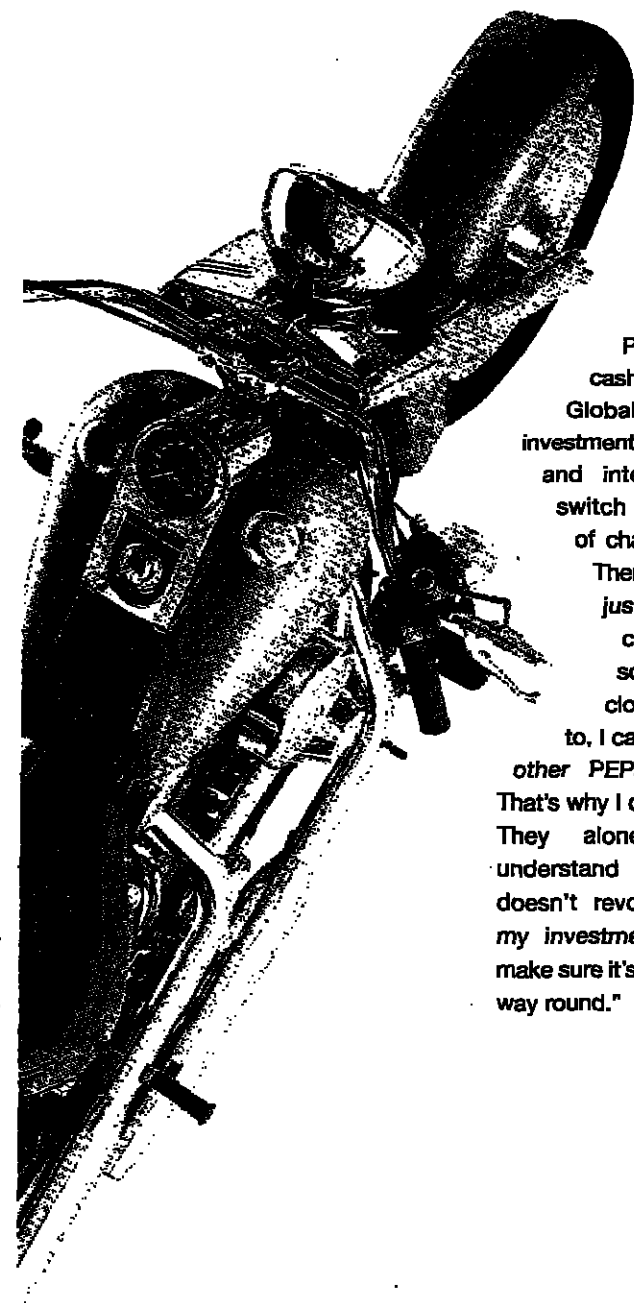 P
cash
Global
investment
and inte
switch
of cha
Ther
jus
c
so
clo
to, I ca
other PEP
That's why I c
They alone
understand
doesn't revo
my investme
make sure it's
way round."